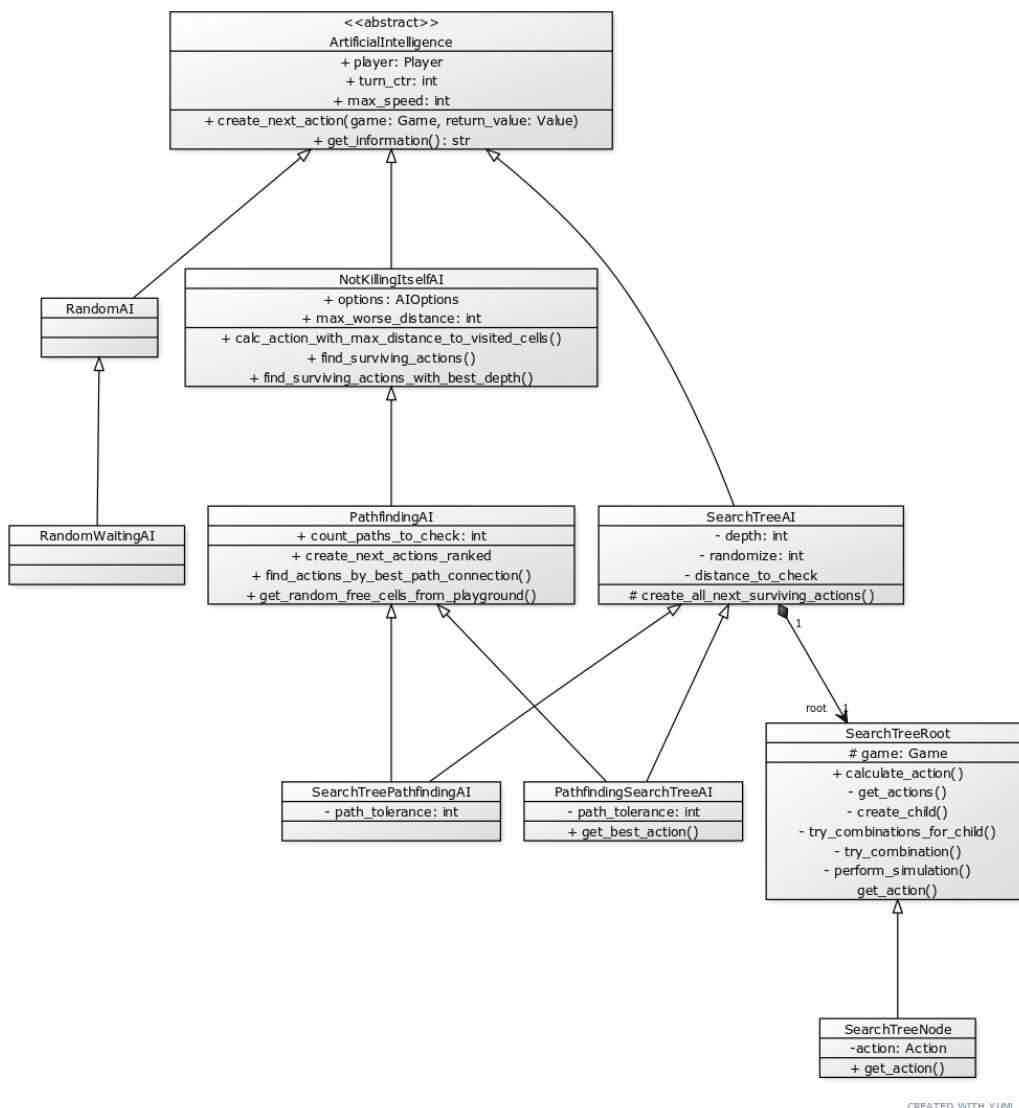 <<abstract>>
ArtificialIntelligence
+ player: Player
+ turn_ctr: int
+ max_speed: int
+ create_next_action(game: Game, return_value: Value)
+ get_information(): str
NotKillingItselfAI
+ options: AIOptions
+ max_worse_distance: int
+ calc_action_with_max_distance_to_visited_cells()
+ find_surviving_actions()
+ find_surviving_actions_with_best_depth()
RandomAI
RandomWaitingAI
PathfindingAI
+ count_paths_to_check: int
+ create_next_actions_ranked
+ find_actions_by_best_path_connection()
+ get_random_free_cells_from_playground()
SearchTreeAI
- depth: int
- randomize: int
- distance_to_check
# create_all_next_surviving_actions()
1
root 1
SearchTreeRoot
# game: Game
+ calculate_action()
- get_actions()
- create_child()
- try_combinations_for_child()
- try_combination()
- perform_simulation()
get_action()
SearchTreePathfindingAI
- path_tolerance: int
PathfindingSearchTreeAI
- path_tolerance: int
+ get_best_action()
SearchTreeNode
-action: Action
+ get_action()
CREATED WITH YUML